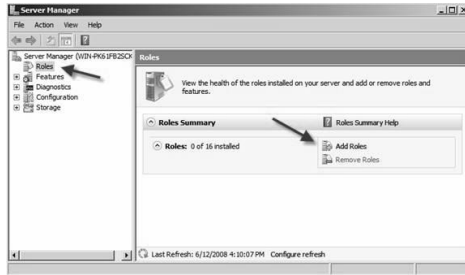 Server Manager
File Action View Help
Server Manager (WIN-PK61FB2SCK
Roles
Features
Diagnostics
Configuration
Storage
Roles
View the health of the roles installed on your server and add or remove roles and
features.
Roles Summary
Roles Summary Help
Roles: 0 of 16 installed
Add Roles
Remove Roles
Last Refresh: 6/12/2008 4:10:07 PM Configure refresh